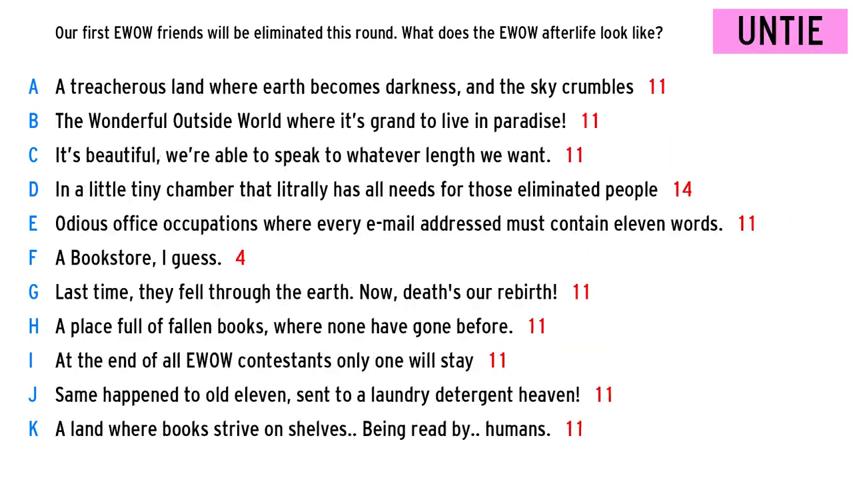 Our first EWOW friends will be eliminated this round. What does the EWOW afterlife look like?
UNTIE
A A treacherous land where earth becomes darkness, and the sky crumbles 11
B The Wonderful Outside World where it's grand to live in paradise! 11
C It's beautiful, we're able to speak to whatever length we want. 11
D In a little tiny chamber that litrally has all needs for those eliminated people 14
E Odious office occupations where every e-mail addressed must contain eleven words. 11
F A Bookstore, I guess. 4
G Last time, they fell through the earth. Now, death's our rebirth! 11
H A place full of fallen books, where none have gone before. 11
I At the end of all EWOW contestants only one will stay 11
J Same happened to old eleven, sent to a laundry detergent heaven! 11
K A land where books strive on shelves.. Being read by.. humans. 11